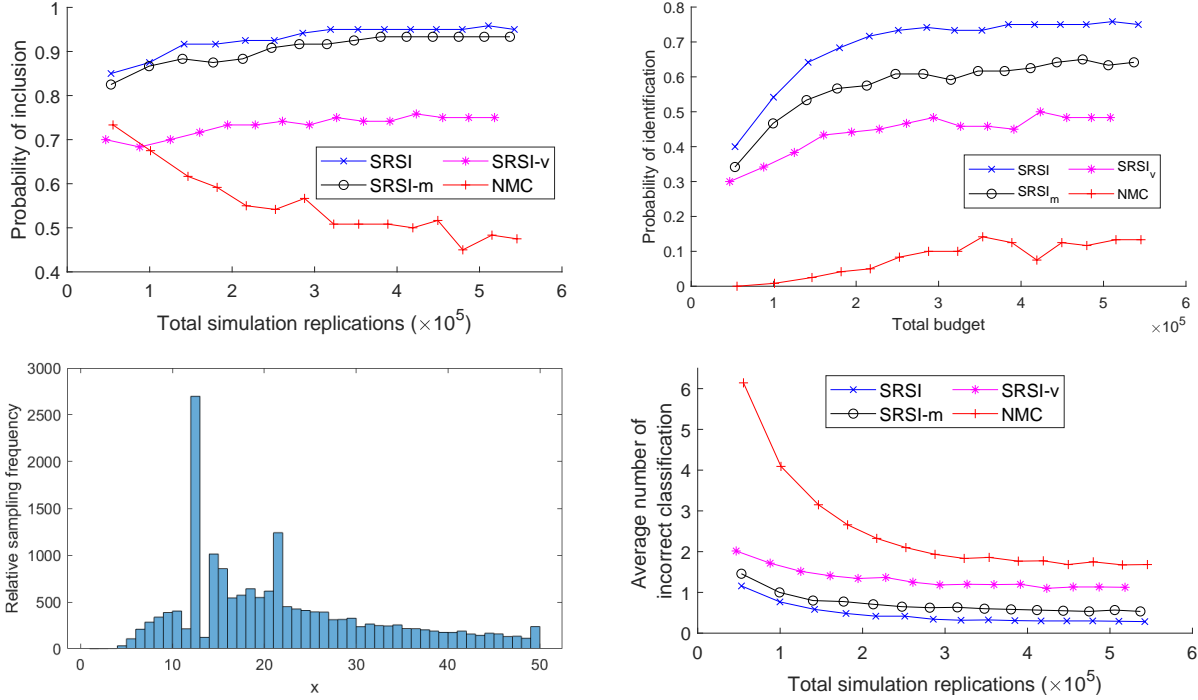 Probability of inclusion
1
0.9
0.8
0.7
0.6
0.5
0.4
SRSI
SRSI-m
SRSI-v
NMC
0 1 2 3 4 5 6
Total simulation replications (×10⁵)
Probability of identification
0.8
0.7
0.6
0.5
0.4
0.3
0.2
0.1
0
SRSI
SRSIₘ
SRSIᵥ
NMC
0 1 2 3 4 5 6
Total budget
×10⁵
Relative sampling frequency
3000
2500
2000
1500
1000
500
0
0 10 20 30 40 50
x
Average number of
incorrect classification
6
5
4
3
2
1
0
SRSI
SRSI-m
SRSI-v
NMC
0 1 2 3 4 5 6
Total simulation replications (×10⁵)